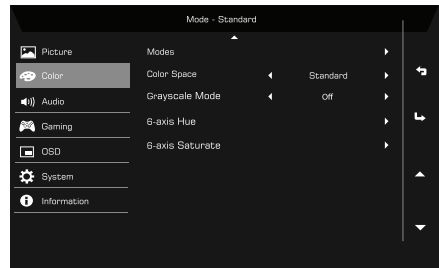 Mode - Standard
Picture
Color
Audio
Gaming
OSD
System
Information
Modes
Color Space Standard
Grayscale Mode Off
6-axis Hue
6-axis Saturate